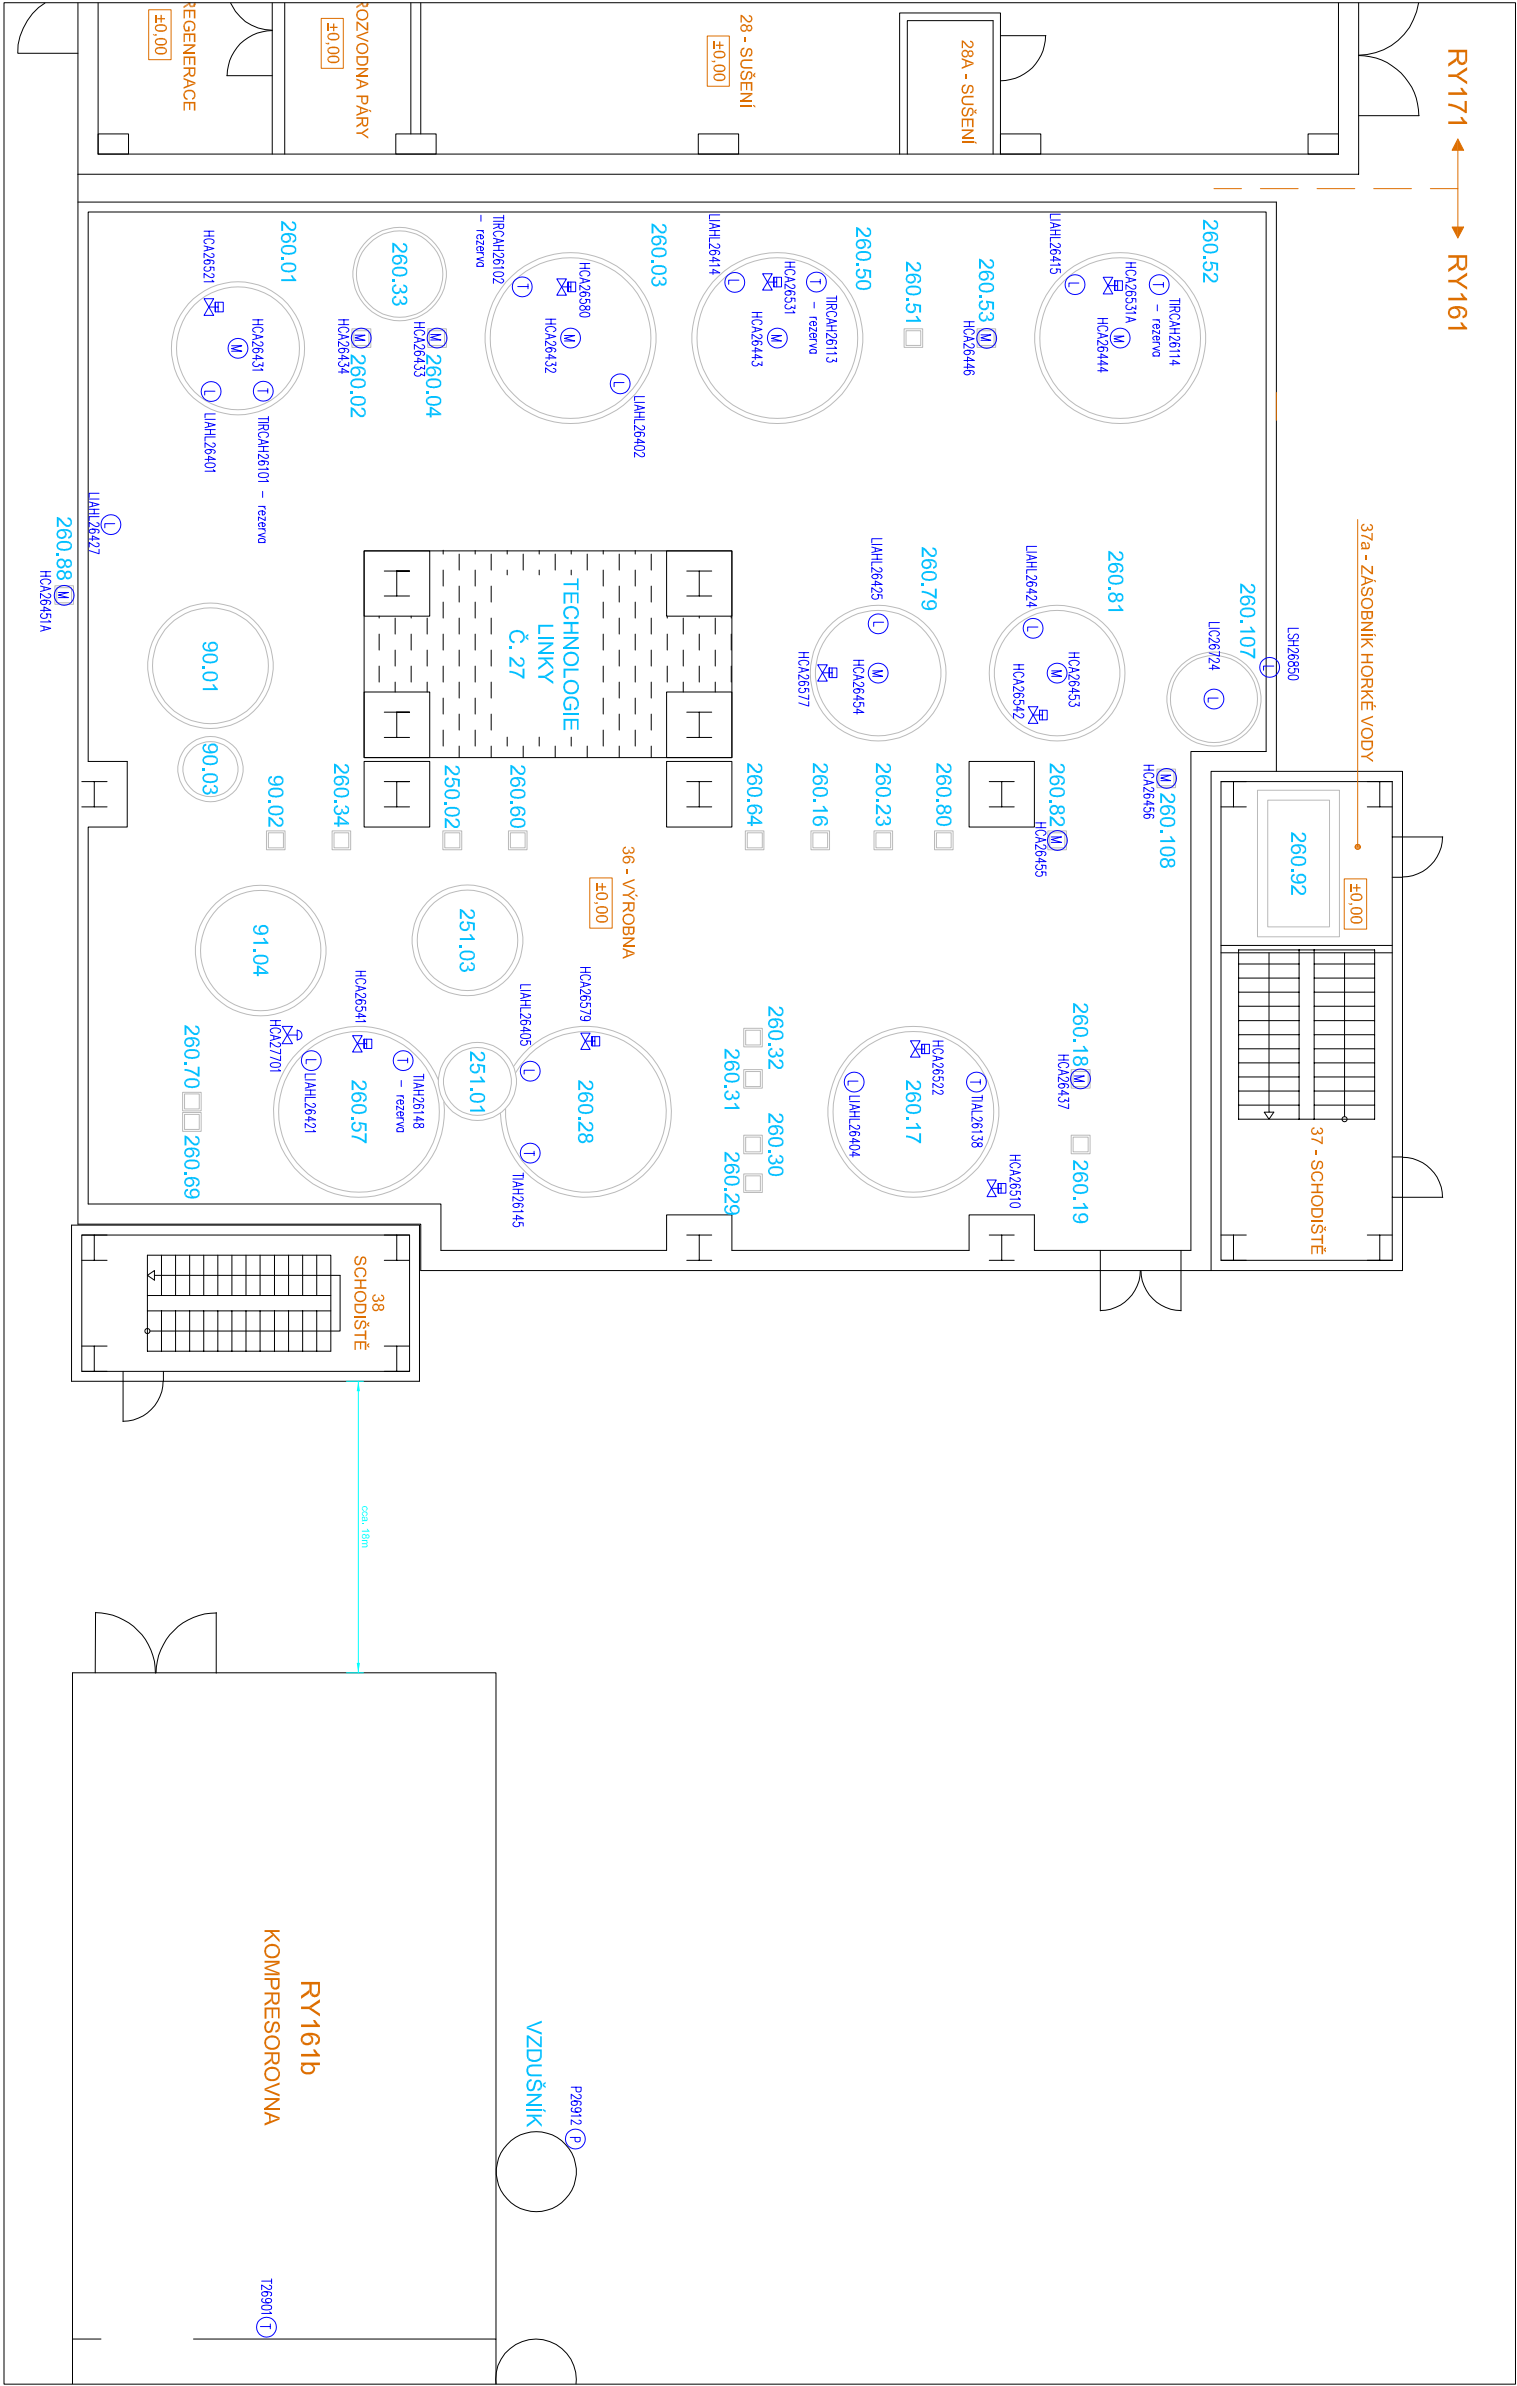 RY171
RY161
REGENERACE
±0,00
ROZVODNA PÁRY
±0,00
28 - SUŠENÍ
±0,00
28A - SUŠENÍ
37a - ZÁSOBNÍK HORKÉ VODY
±0,00
260.92
37 - SCHODIŠTĚ
260.52
TIRCAH26114
– rezerva
HCA26531A
HCA26444
M
T
L
LIAHL26415
260.53
M
HCA26446
260.51
260.50
TIRCAH26113
– rezerva
T
HCA26531
HCA26443
M
L
LIAHL26414
260.03
HCA26580
HCA26432
M
T
TIRCAH26102
– rezerva
L
LIAHL26402
260.33
M
HCA26433
260.04
M
HCA26434
260.02
260.01
HCA26521
HCA26431
M
T
TIRCAH26101 – rezerva
L
LIAHL26401
L
LIAHL26427
260.88
M
HCA26451A
LSH26850
L
260.107
LIC26724
L
260.81
LIAHL26424
L
HCA26453
M
HCA26542
260.79
LIAHL26425
L
M
HCA26454
HCA26577
TECHNOLOGIE
LINKY
Č. 27
90.01
90.03
M
260.108
HCA26456
260.82
M
HCA26455
260.80
260.23
260.16
260.64
260.60
250.02
260.34
90.02
36 - VÝROBNA
±0,00
251.03
91.04
260.18
M
HCA26437
260.19
HCA26510
HCA26522
T
TIAL26138
260.17
L
LIAHL26404
260.32
260.31
260.30
260.29
HCA26579
LIAHL26405
L
260.28
T
TIAH26145
251.01
HCA26541
T
TIAH26148
– rezerva
260.57
HCA27701
L
LIAHL26421
260.70
260.69
38
SCHODIŠTĚ
cca. 18m
RY161b
KOMPRESOROVNA
VZDUŠNÍK
P26912
P
T26901
T